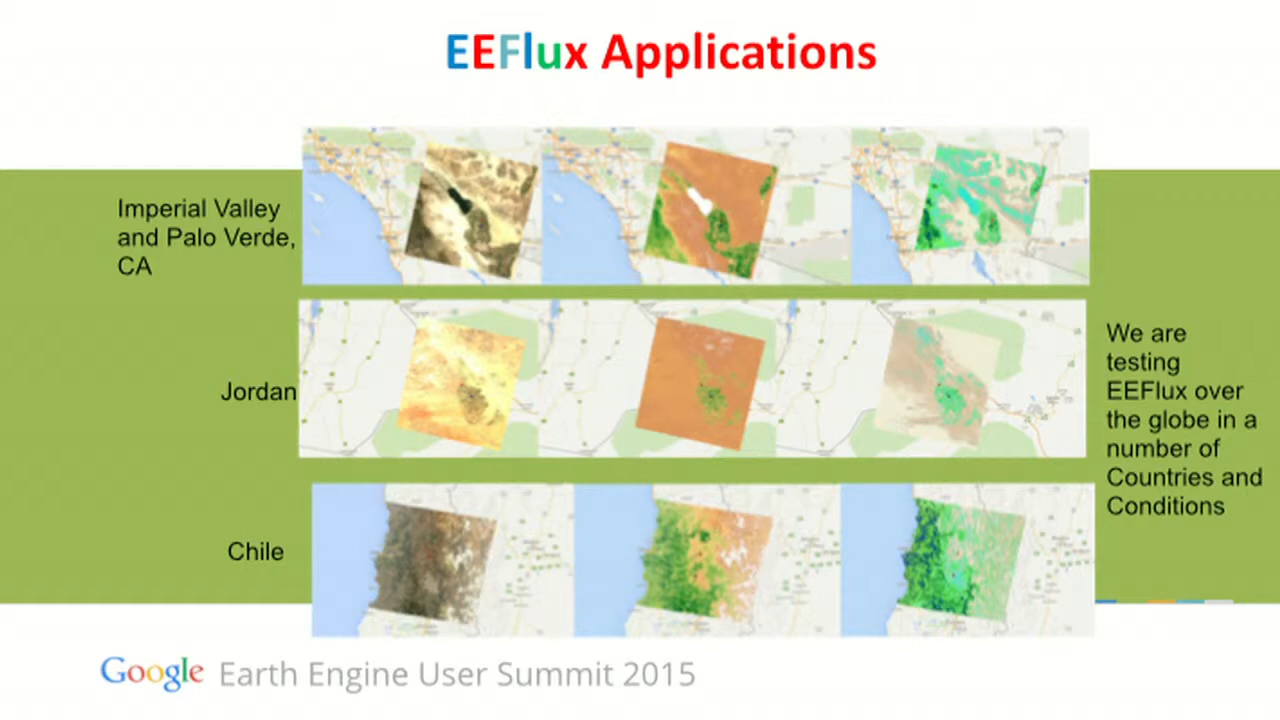 EEFlux Applications
Imperial Valley
and Palo Verde,
CA
Jordan
Chile
We are
testing
EEFlux over
the globe in a
number of
Countries and
Conditions
Google Earth Engine User Summit 2015